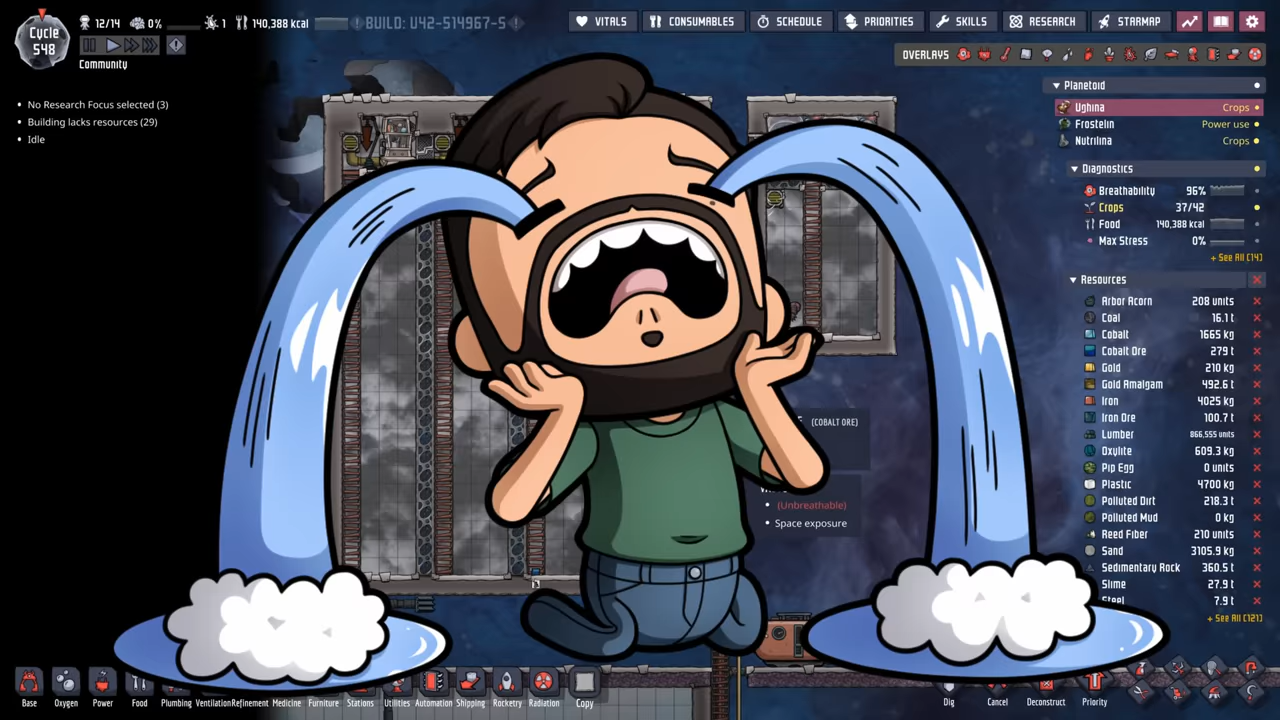 Cycle 548
12/14
0%
1
140,388 kcal
BUILD: U42-514967-S
VITALS
CONSUMABLES
SCHEDULE
PRIORITIES
SKILLS
RESEARCH
STARMAP
Community
OVERLAYS
No Research Focus selected (3)
Building lacks resources (29)
Idle
Planetoid
Ughina Crops
Frostelin Power use
Nutrilina Crops
Diagnostics
Breathability 96%
Crops 37/42
Food 140,388 kcal
Max Stress 0%
+ See All (14)
Resources
Arbor Acorn 208 units
Coal 16.1 t
Cobalt 1665 kg
Cobalt Ore 279 t
Gold 210 kg
Gold Amalgam 492.6 t
Iron 4025 kg
Iron Ore 100.7 t
Lumber 866,555 units
Oxylite 609.3 kg
Pip Egg 0 units
Plastic 4700 kg
Polluted Dirt 218.3 t
Polluted Mud 0 kg
Reed Fiber 210 units
Sand 3105.9 kg
Sedimentary Rock 360.5 t
Slime 27.9 t
Steel 7.9 t
+ See All (121)
(COBALT ORE)
(Unbreathable)
Space exposure
Base
Oxygen
Power
Food
Plumbing
Ventilation
Refinement
Medicine
Furniture
Stations
Utilities
Automation
Shipping
Rocketry
Radiation
Copy
Dig
Cancel
Deconstruct
Priority